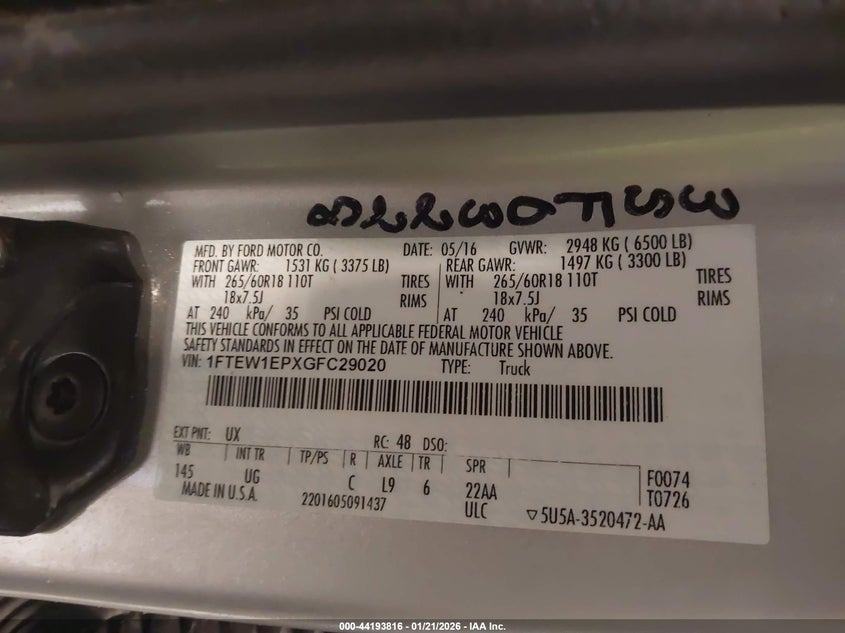 MFD. BY FORD MOTOR CO. DATE: 05/16 GVWR: 2948 KG ( 6500 LB)
FRONT GAWR: 1531 KG ( 3375 LB) REAR GAWR: 1497 KG ( 3300 LB)
WITH 265/60R18 110T TIRES WITH 265/60R18 110T TIRES
18x7.5J RIMS 18x7.5J RIMS
AT 240 kPa/ 35 PSI COLD AT 240 kPa/ 35 PSI COLD
THIS VEHICLE CONFORMS TO ALL APPLICABLE FEDERAL MOTOR VEHICLE
SAFETY STANDARDS IN EFFECT ON THE DATE OF MANUFACTURE SHOWN ABOVE.
VIN: 1FTEW1EPXGFC29020 TYPE: Truck
EXT PNT: UX RC: 48 DSO:
WB INT TR TP/PS R AXLE TR SPR
145 UG C L9 6 22AA F0074
MADE IN U.S.A. 2201605091437 ULC ▽5U5A-3520472-AA T0726
000-44193816 - 01/21/2026 - IAA Inc.